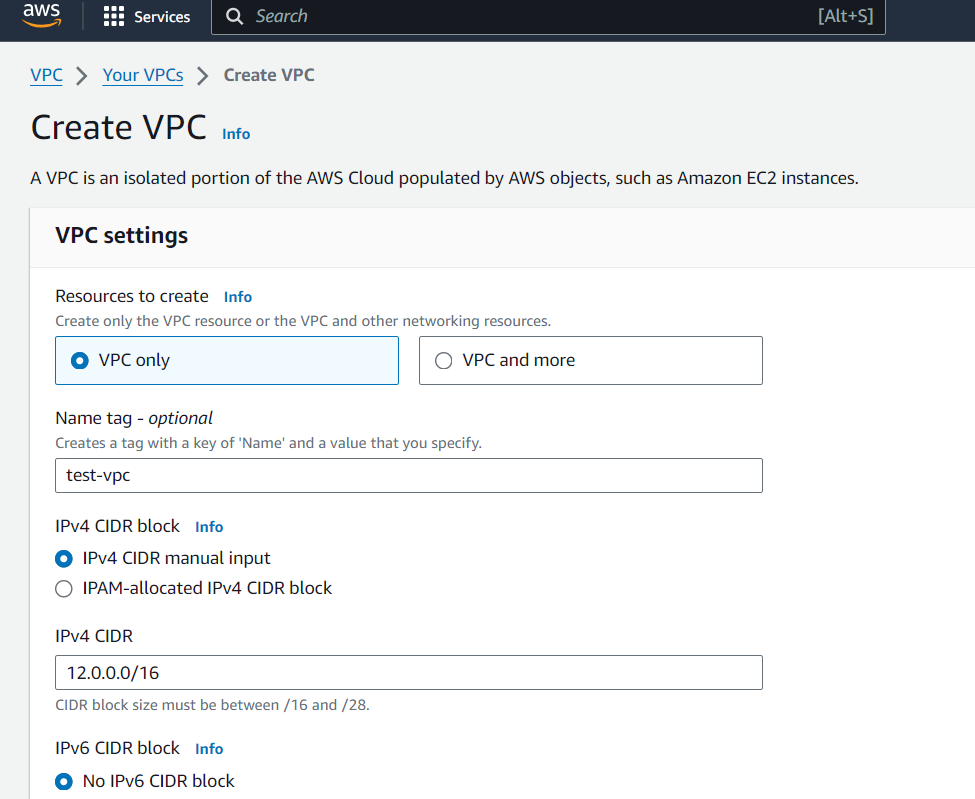 aws Services Search [Alt+S]
VPC Your VPCs Create VPC
Create VPC Info
A VPC is an isolated portion of the AWS Cloud populated by AWS objects, such as Amazon EC2 instances.
VPC settings
Resources to create Info
Create only the VPC resource or the VPC and other networking resources.
VPC only VPC and more
Name tag - optional
Creates a tag with a key of 'Name' and a value that you specify.
test-vpc
IPv4 CIDR block Info
IPv4 CIDR manual input
IPAM-allocated IPv4 CIDR block
IPv4 CIDR
12.0.0.0/16
CIDR block size must be between /16 and /28.
IPv6 CIDR block Info
No IPv6 CIDR block